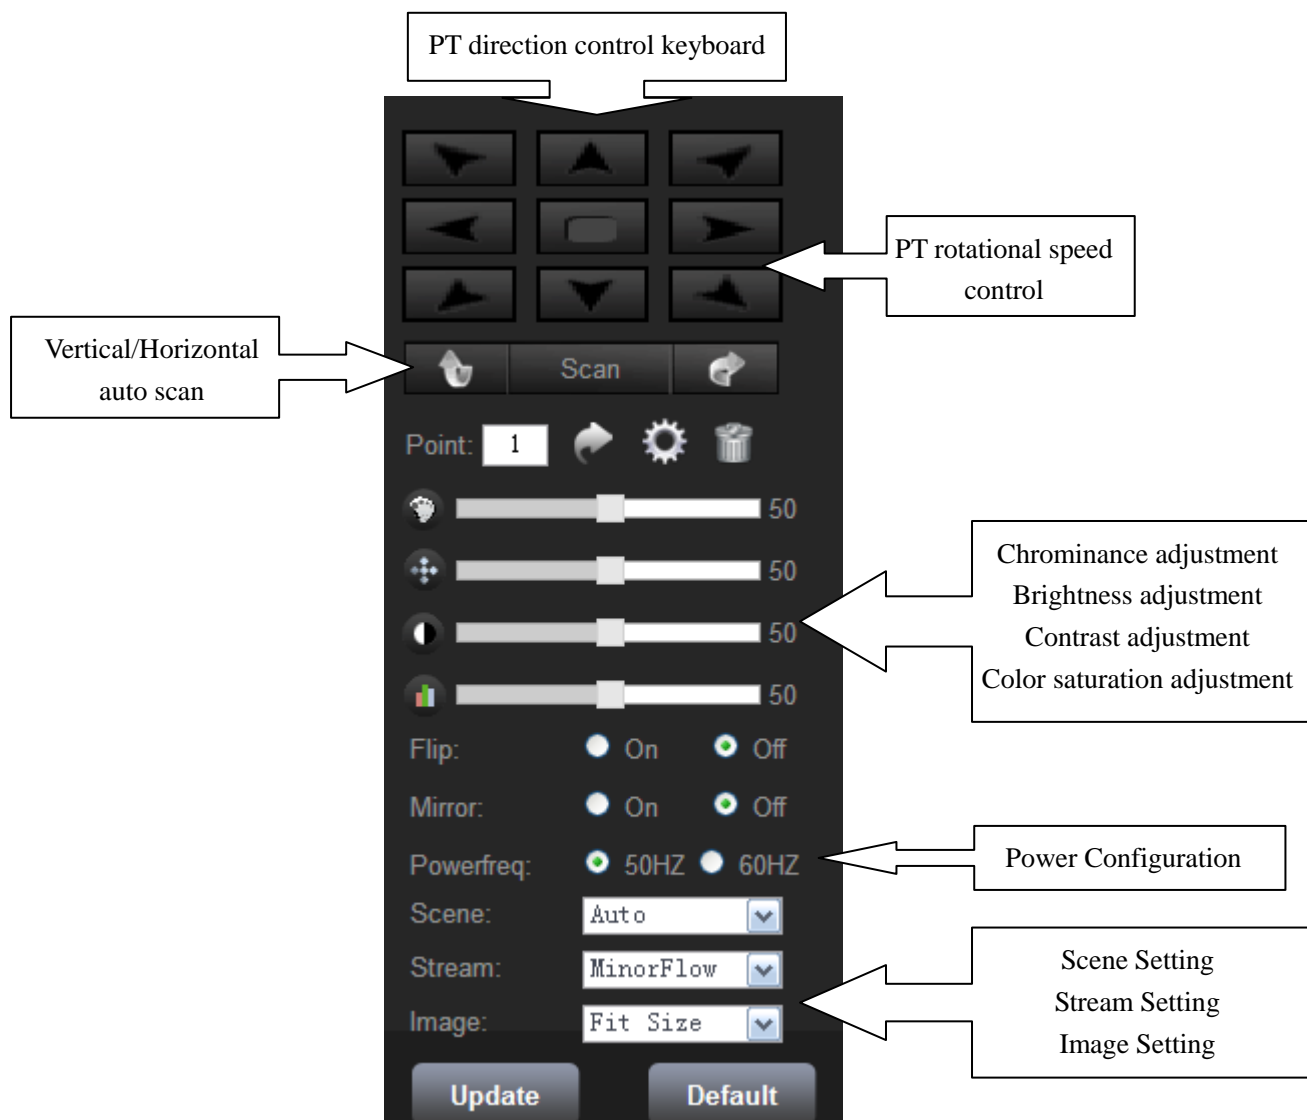 PT direction control keyboard
PT rotational speed
control
Vertical/Horizontal
auto scan
Scan
Point: 1
50
50
Chrominance adjustment
Brightness adjustment
Contrast adjustment
Color saturation adjustment
50
50
Flip: On Off
Mirror: On Off
Powerfreq: 50HZ 60HZ
Power Configuration
Scene: Auto
Stream: MinorFlow
Image: Fit Size
Scene Setting
Stream Setting
Image Setting
Update Default